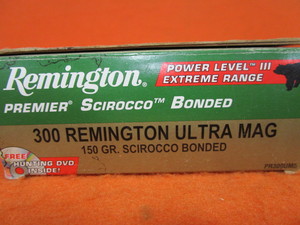 Remington®
POWER LEVEL™ III
EXTREME RANGE
PREMIER® SCIROCCO™ BONDED
300 REMINGTON ULTRA MAG
150 GR. SCIROCCO BONDED
FREE
HUNTING DVD
INSIDE!